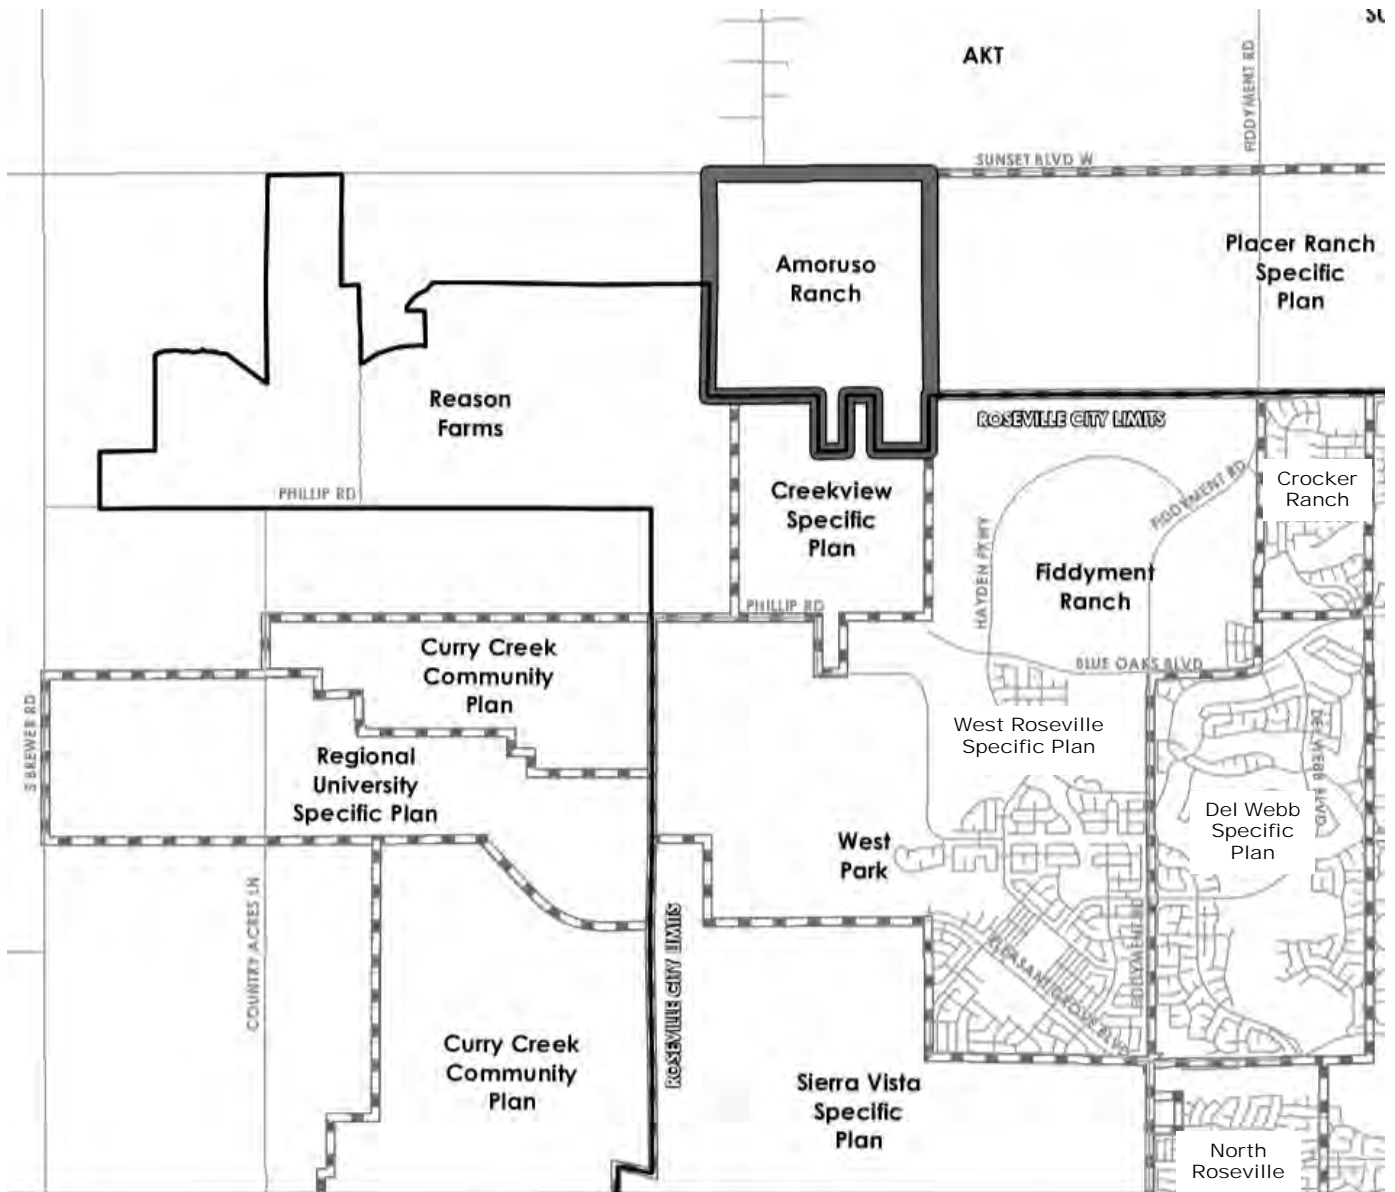 AKT
FIDDYMENT RD
SUNSET BLVD W
Placer Ranch
Specific
Plan
Amoruso
Ranch
Reason
Farms
ROSEVILLE CITY LIMITS
Crocker
Ranch
FIDDYMENT RD
Creekview
Specific
Plan
PHILLIP RD
HAYDEN PKWY
Fiddyment
Ranch
PHILLIP RD
Curry Creek
Community
Plan
BLUE OAKS BLVD
S BREWER RD
West Roseville
Specific Plan
DEL WEBB BLVD
Regional
University
Specific Plan
Del Webb
Specific
Plan
West
Park
COUNTRY ACRES LN
ROSEVILLE CITY LIMITS
FIDDYMENT RD
PLEASANT GROVE BLVD
Curry Creek
Community
Plan
Sierra Vista
Specific
Plan
North
Roseville